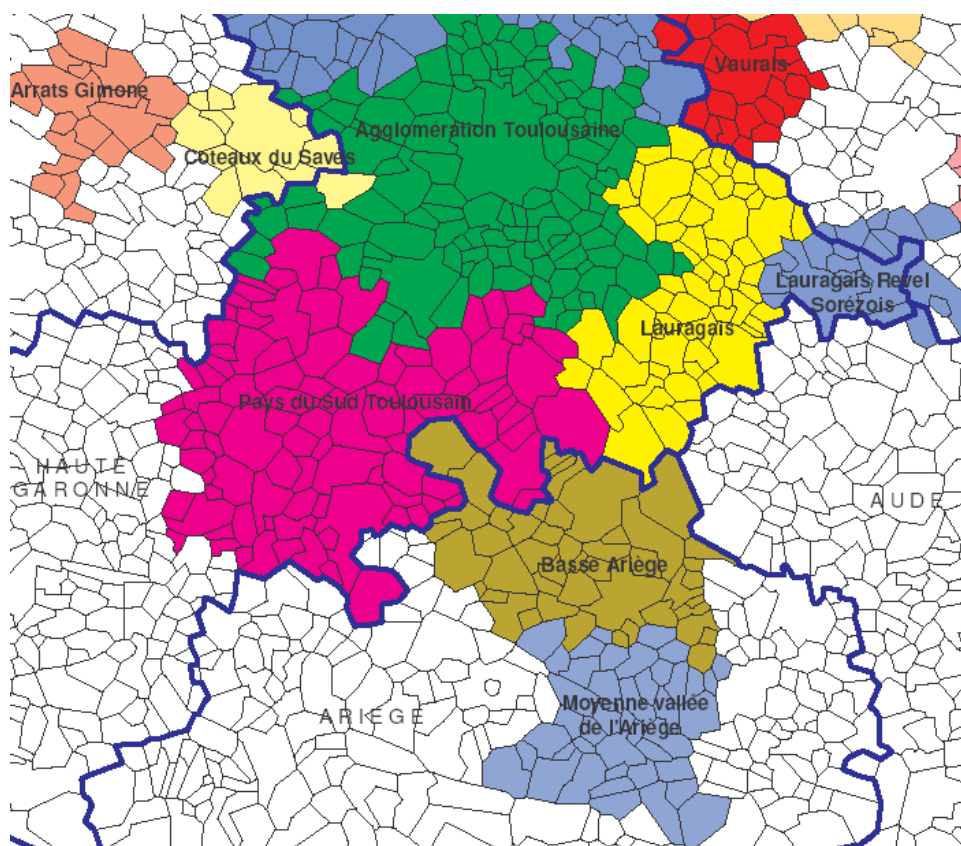 Vaurais
Arrats Gimone
Agglomération Toulousaine
Coteaux du Savès
Lauragais Revel
Sorézois
Lauragais
Pays du Sud Toulousain
HAUTE
GARONNE
AUDE
Basse Ariège
Moyenne vallée
de l'Ariège
ARIEGE